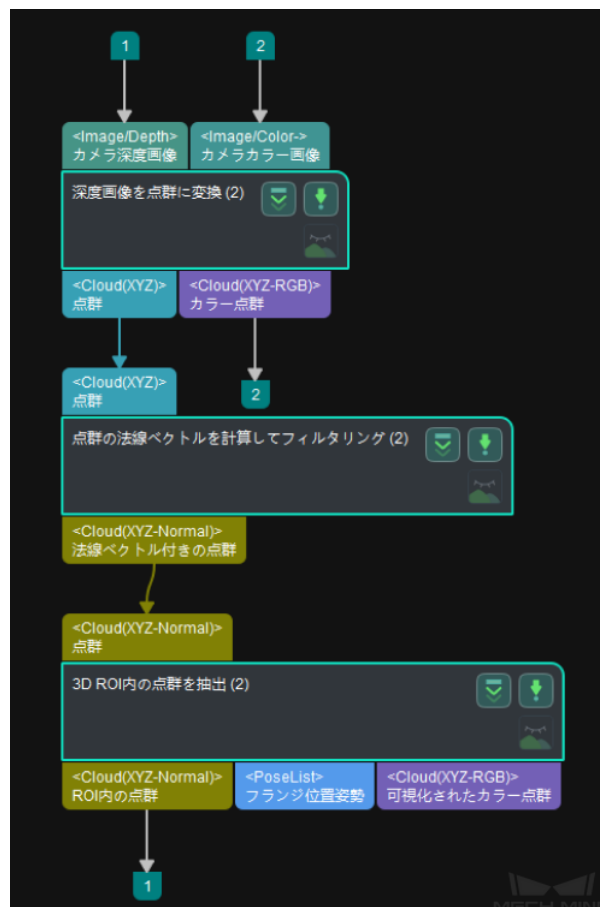 1
2
<Image/Depth>
カメラ深度画像
<Image/Color->
カメラカラー画像
深度画像を点群に変換 (2)
<Cloud(XYZ)>
点群
<Cloud(XYZ-RGB)>
カラー点群
<Cloud(XYZ)>
点群
2
点群の法線ベクトルを計算してフィルタリング (2)
<Cloud(XYZ-Normal)>
法線ベクトル付きの点群
<Cloud(XYZ-Normal)>
点群
3D ROI内の点群を抽出 (2)
<Cloud(XYZ-Normal)>
ROI内の点群
<PoseList>
フランジ位置姿勢
<Cloud(XYZ-RGB)>
可視化されたカラー点群
1
MECH MIND